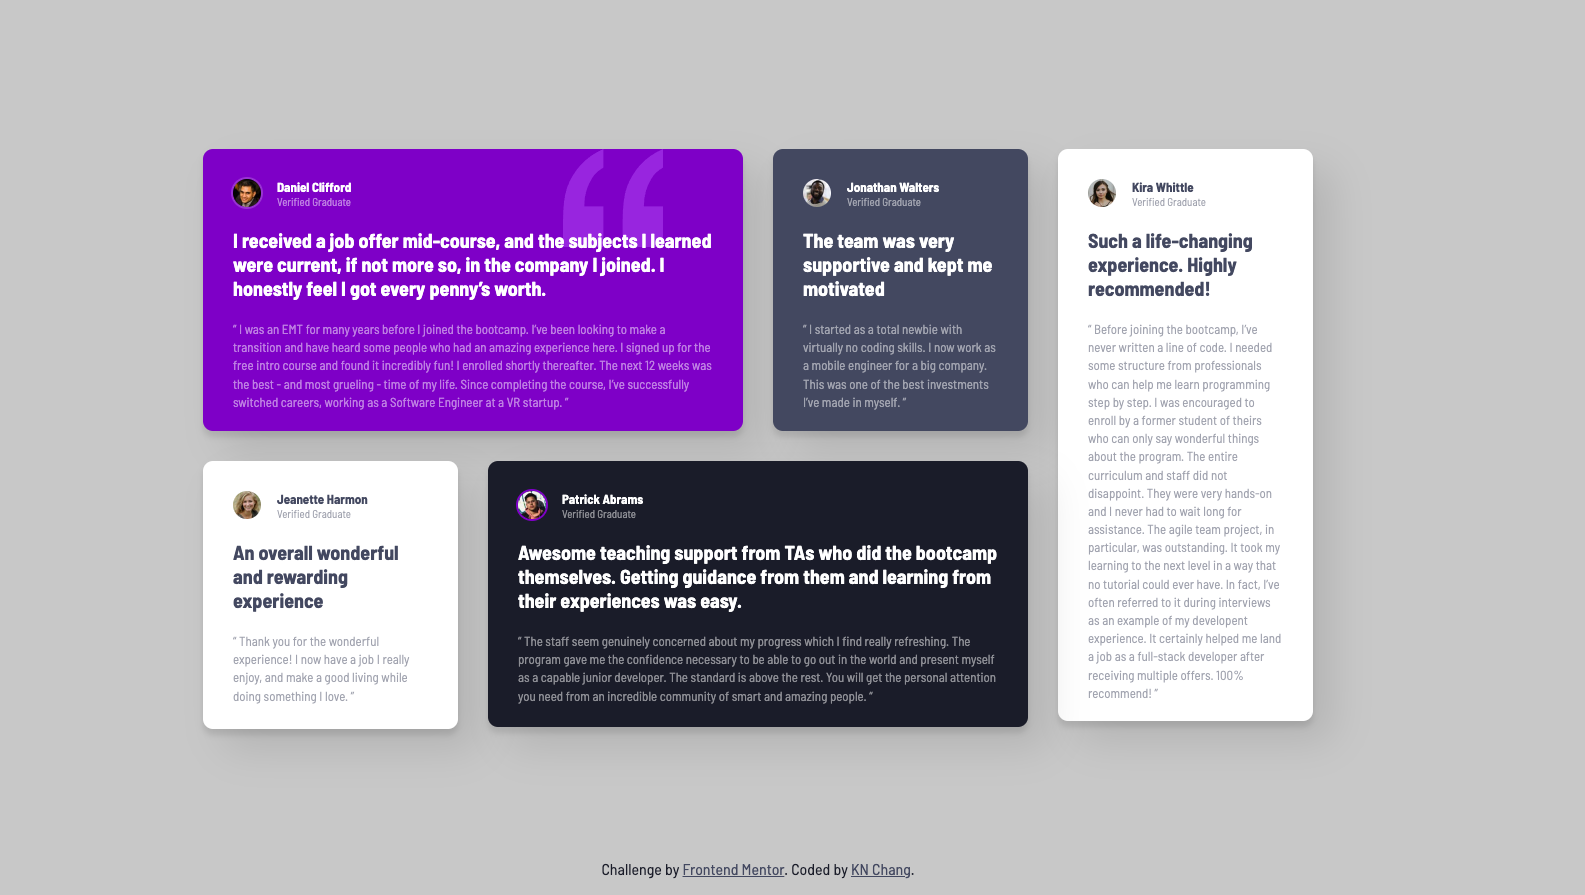 Daniel Clifford
Verified Graduate
I received a job offer mid-course, and the subjects I learned
were current, if not more so, in the company I joined. I
honestly feel I got every penny’s worth.
“ I was an EMT for many years before I joined the bootcamp. I’ve been looking to make a
transition and have heard some people who had an amazing experience here. I signed up for the
free intro course and found it incredibly fun! I enrolled shortly thereafter. The next 12 weeks was
the best - and most grueling - time of my life. Since completing the course, I’ve successfully
switched careers, working as a Software Engineer at a VR startup. ”
Jonathan Walters
Verified Graduate
The team was very
supportive and kept me
motivated
“ I started as a total newbie with
virtually no coding skills. I now work as
a mobile engineer for a big company.
This was one of the best investments
I’ve made in myself. ”
Kira Whittle
Verified Graduate
Such a life-changing
experience. Highly
recommended!
“ Before joining the bootcamp, I’ve
never written a line of code. I needed
some structure from professionals
who can help me learn programming
step by step. I was encouraged to
enroll by a former student of theirs
who can only say wonderful things
about the program. The entire
curriculum and staff did not
disappoint. They were very hands-on
and I never had to wait long for
assistance. The agile team project, in
particular, was outstanding. It took my
learning to the next level in a way that
no tutorial could ever have. In fact, I’ve
often referred to it during interviews
as an example of my developent
experience. It certainly helped me land
a job as a full-stack developer after
receiving multiple offers. 100%
recommend! ”
Jeanette Harmon
Verified Graduate
An overall wonderful
and rewarding
experience
“ Thank you for the wonderful
experience! I now have a job I really
enjoy, and make a good living while
doing something I love. ”
Patrick Abrams
Verified Graduate
Awesome teaching support from TAs who did the bootcamp
themselves. Getting guidance from them and learning from
their experiences was easy.
“ The staff seem genuinely concerned about my progress which I find really refreshing. The
program gave me the confidence necessary to be able to go out in the world and present myself
as a capable junior developer. The standard is above the rest. You will get the personal attention
you need from an incredible community of smart and amazing people. ”
Challenge by Frontend Mentor. Coded by KN Chang.